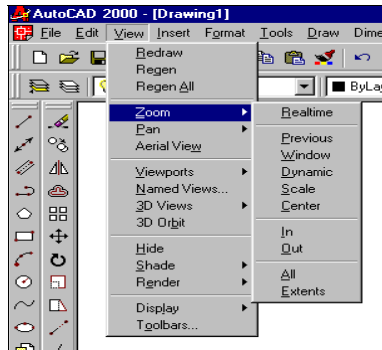 AutoCAD 2000 - [Drawing1]
File Edit View Insert Format Tools Draw Dime
Redraw
Regen
Regen All
ByLay
Zoom
Pan
Aerial View
Viewports
Named Views...
3D Views
3D Orbit
Hide
Shade
Render
Display
Toolbars...
Realtime
Previous
Window
Dynamic
Scale
Center
In
Out
All
Extents